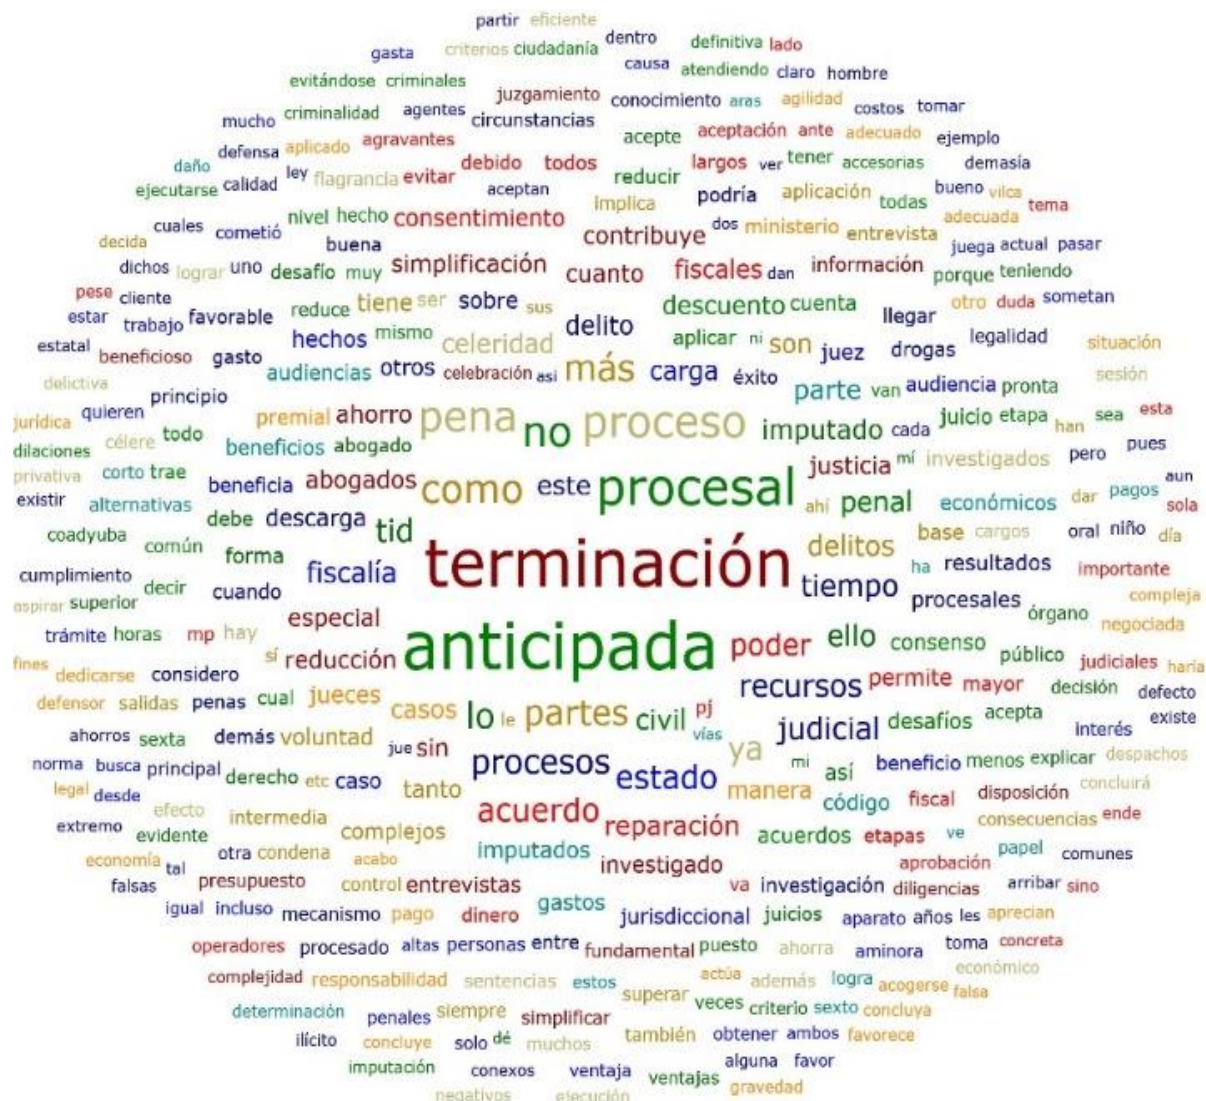 partir eficiente
gasta criterios ciudadanía dentro definitiva lado
causa atendiendo claro hombre
evitándose criminales
juzgamiento conocimiento aras agilidad costos tomar
mucho criminalidad agentes circunstancias
acepte aceptación ante adecuado ejemplo
defensa aplicado agravantes
daño ley flagrancia evitar debido todos largos ver tener accesorias demasía
ejecutarse calidad aceptan reducir podría aplicación todas bueno vilca
cuales cometió nivel hecho consentimiento implica dos ministerio entrevista adecuada tema
decida buena contribuye juega actual pasar
dichos lograr uno desafío muy simplificación cuanto fiscales dan información porque teniendo
pese cliente reduce tiene ser sobre sus descuento cuenta otro duda sometan
estar trabajo favorable delito llegar
estatal hechos mismo celeridad aplicar ni son juez drogas legalidad situación
beneficioso gasto audiencias otros celebración asi más carga éxito parte van audiencia pronta sesión
delictiva principio
jurídica quieren premial ahorro pena no proceso imputado cada juicio etapa han sea esta
dilaciones célere todo beneficios abogado justicia mí investigados pero pues
privativa corto trae beneficia abogados como este procesal ahí penal económicos dar pagos aun
existir alternativas debe descarga tid sola
coadyuba común forma terminación delitos base cargos oral niño día
cumplimiento decir cuando fiscalía tiempo ha resultados importante
aspirar superior especial procesales órgano compleja
trámite horas mp hay anticipada poder ello consenso público negociada
fines dedicarse considero sí reducción recursos permite mayor decisión judiciales haria
defensor salidas penas cual jueces casos lo le partes civil pj vías judicial desafíos acepta defecto
ahorros sexta demás voluntad jue sin ya interés existe
norma busca principal derecho etc caso procesos estado mi así beneficio menos explicar despachos
legal desde tanto manera código fiscal disposición concluirá
extremo efecto intermedia acuerdo reparación consecuencias ende
evidente complejos imputados acuerdos etapas ve papel
economía tal otra condena acabo investigado aprobación comunes
falsas presupuesto control entrevistas va investigación diligencias arribar sino
igual incluso mecanismo pago dinero gastos jurisdiccional juicios aparato años les aprecian
operadores procesado altas personas entre fundamental puesto ahorra aminora toma concreta
complejidad responsabilidad sentencias estos superar actúa además logra acogerse económico falsa
determinación penales siempre simplificar veces criterio sexto concluya
ilícito concluye solo dé muchos también obtener ambos favorece
imputación conexos ventaja ventajas alguna favor
negativos ejecución gravedad